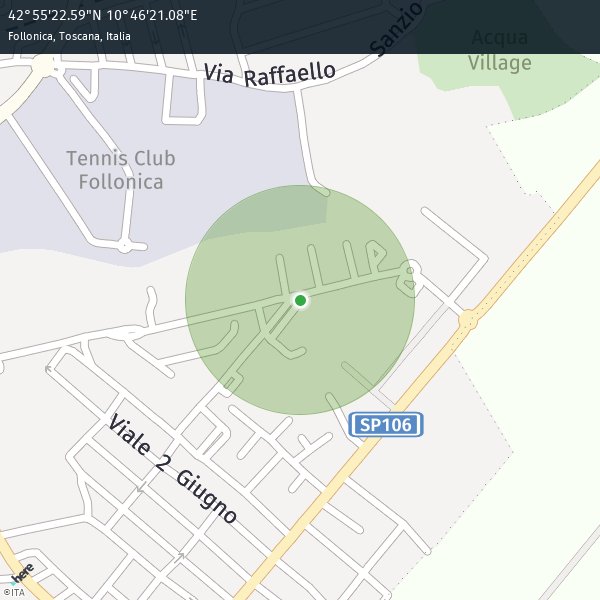 42°55'22.59"N 10°46'21.08"E
Follonica, Toscana, Italia
Sanzio
Acqua
Village
Via Raffaello
Tennis Club
Follonica
SP106
Viale 2 Giugno
here
©ITA